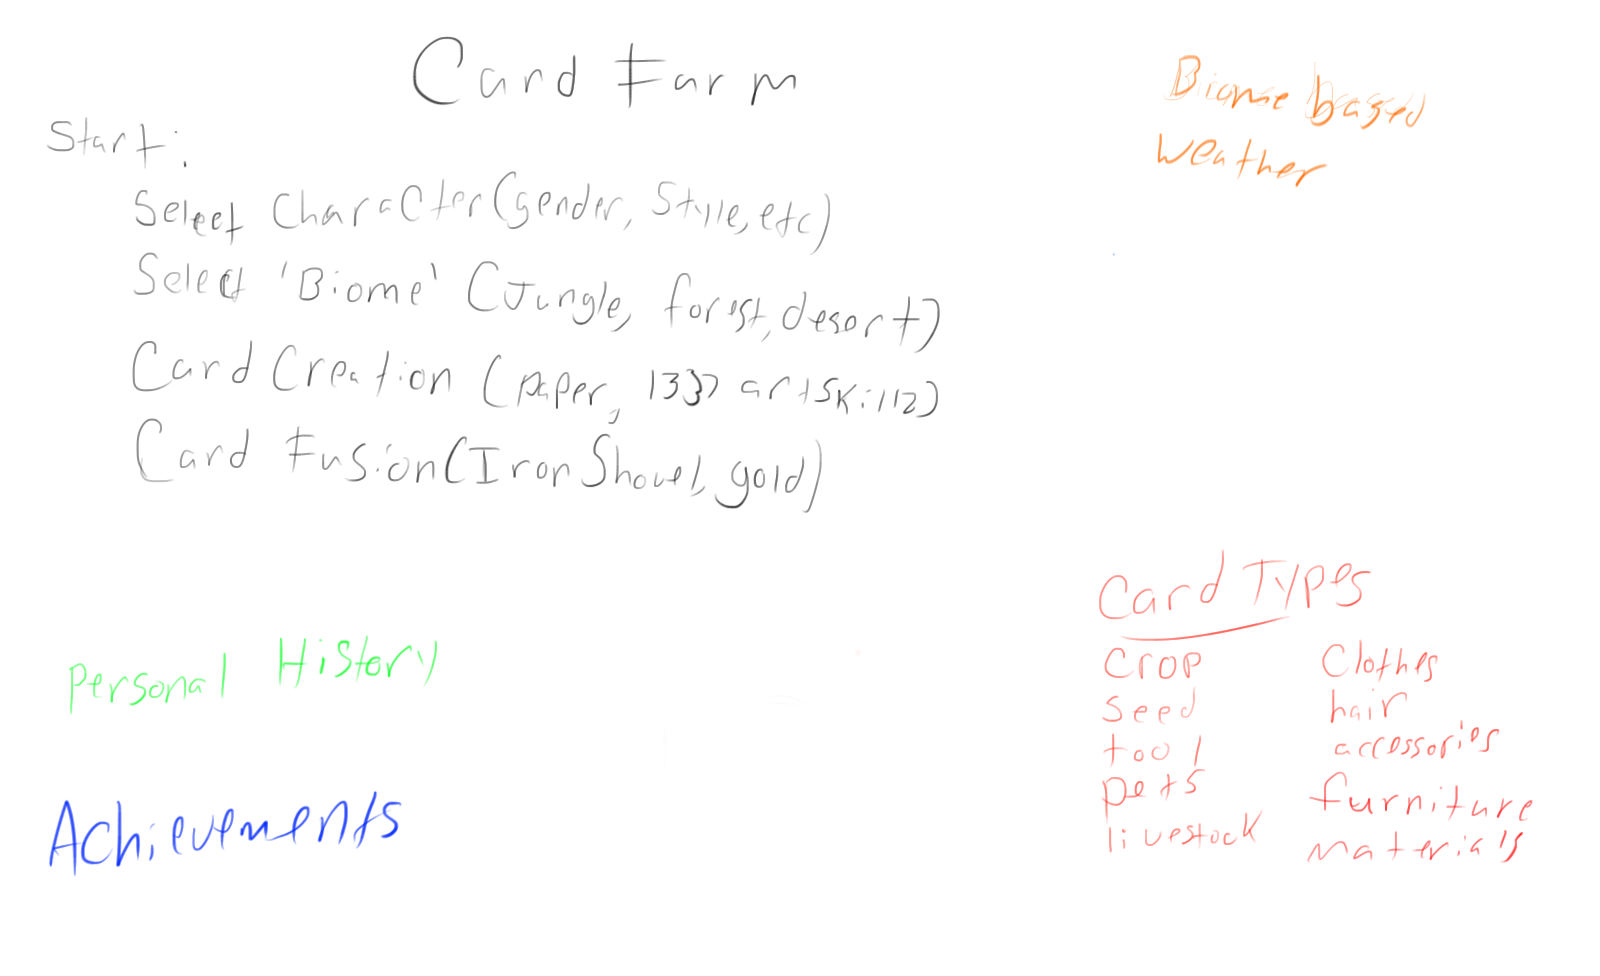 Card Farm
Start:
Select Character (gender, Style, etc)
Select 'Biome' (Jungle, forest, desert)
Card Creation (paper, 1337 artskillz)
Card Fusion (Iron Shovel, gold)
Biome based
Weather
Personal History
Achievements
Card Types
Crop
Seed
tool
pets
livestock
Clothes
hair
accessories
furniture
materials